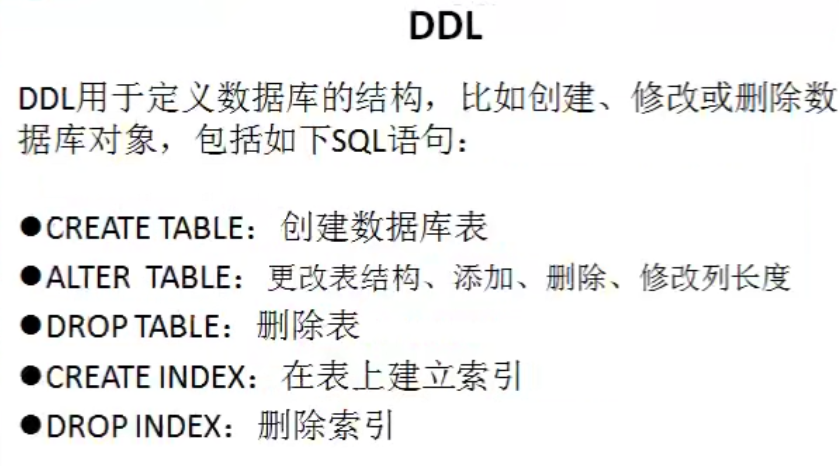 DDL
DDL用于定义数据库的结构，比如创建、修改或删除数
据库对象，包括如下SQL语句：
●CREATE TABLE：创建数据库表
●ALTER TABLE：更改表结构、添加、删除、修改列长度
●DROP TABLE：删除表
●CREATE INDEX：在表上建立索引
●DROP INDEX：删除索引